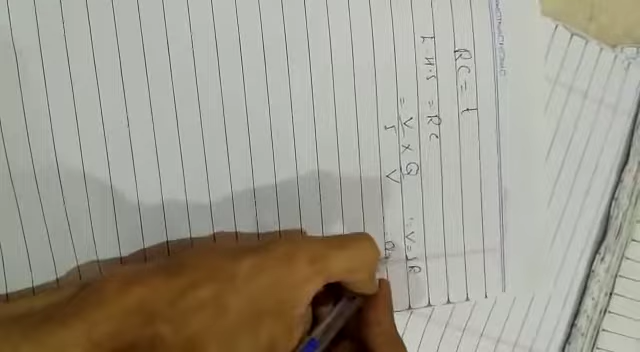 RC = t
L.H.S = RC
= V/I × Q/V ∵ V = IR